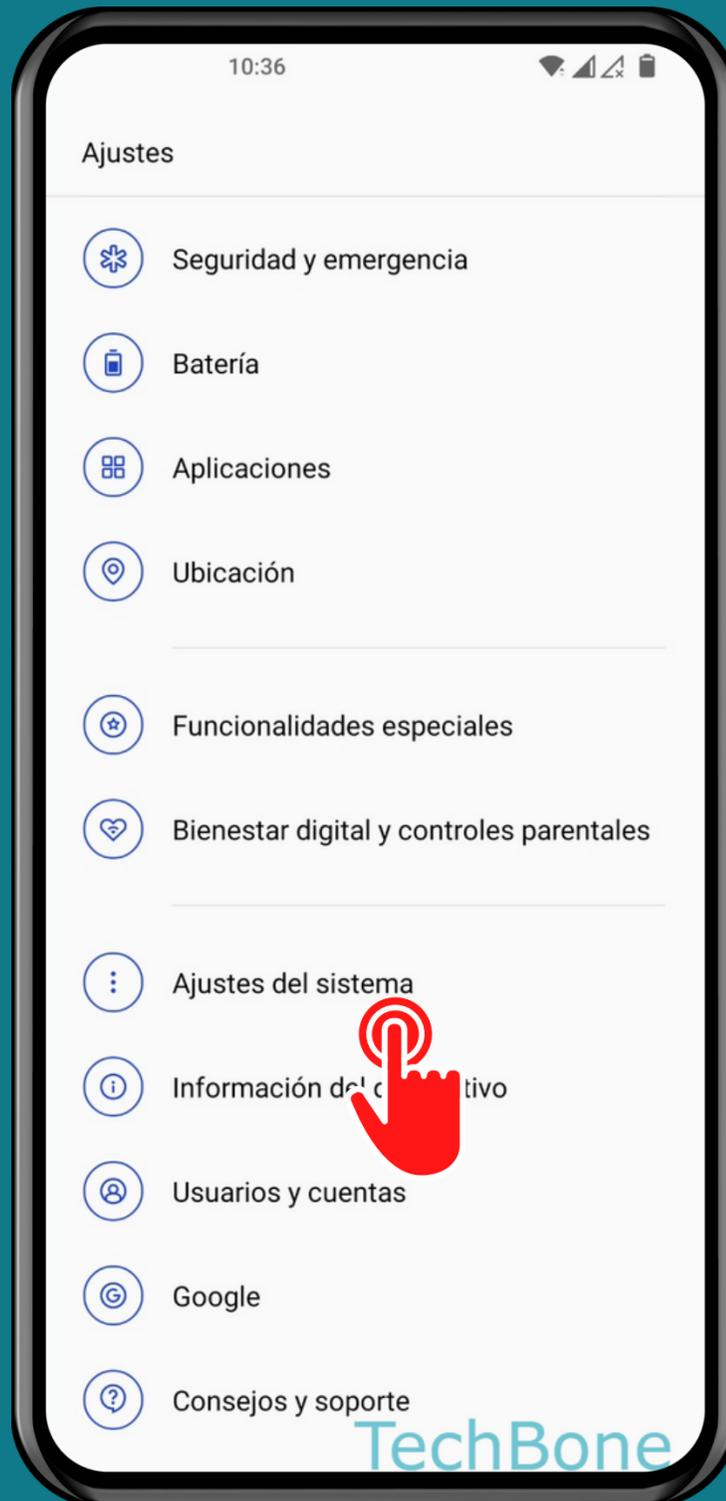 10:36
Ajustes
Seguridad y emergencia
Batería
Aplicaciones
Ubicación
Funcionalidades especiales
Bienestar digital y controles parentales
Ajustes del sistema
Información del
Usuarios y cuentas
Google
Consejos y soporte
TechBone